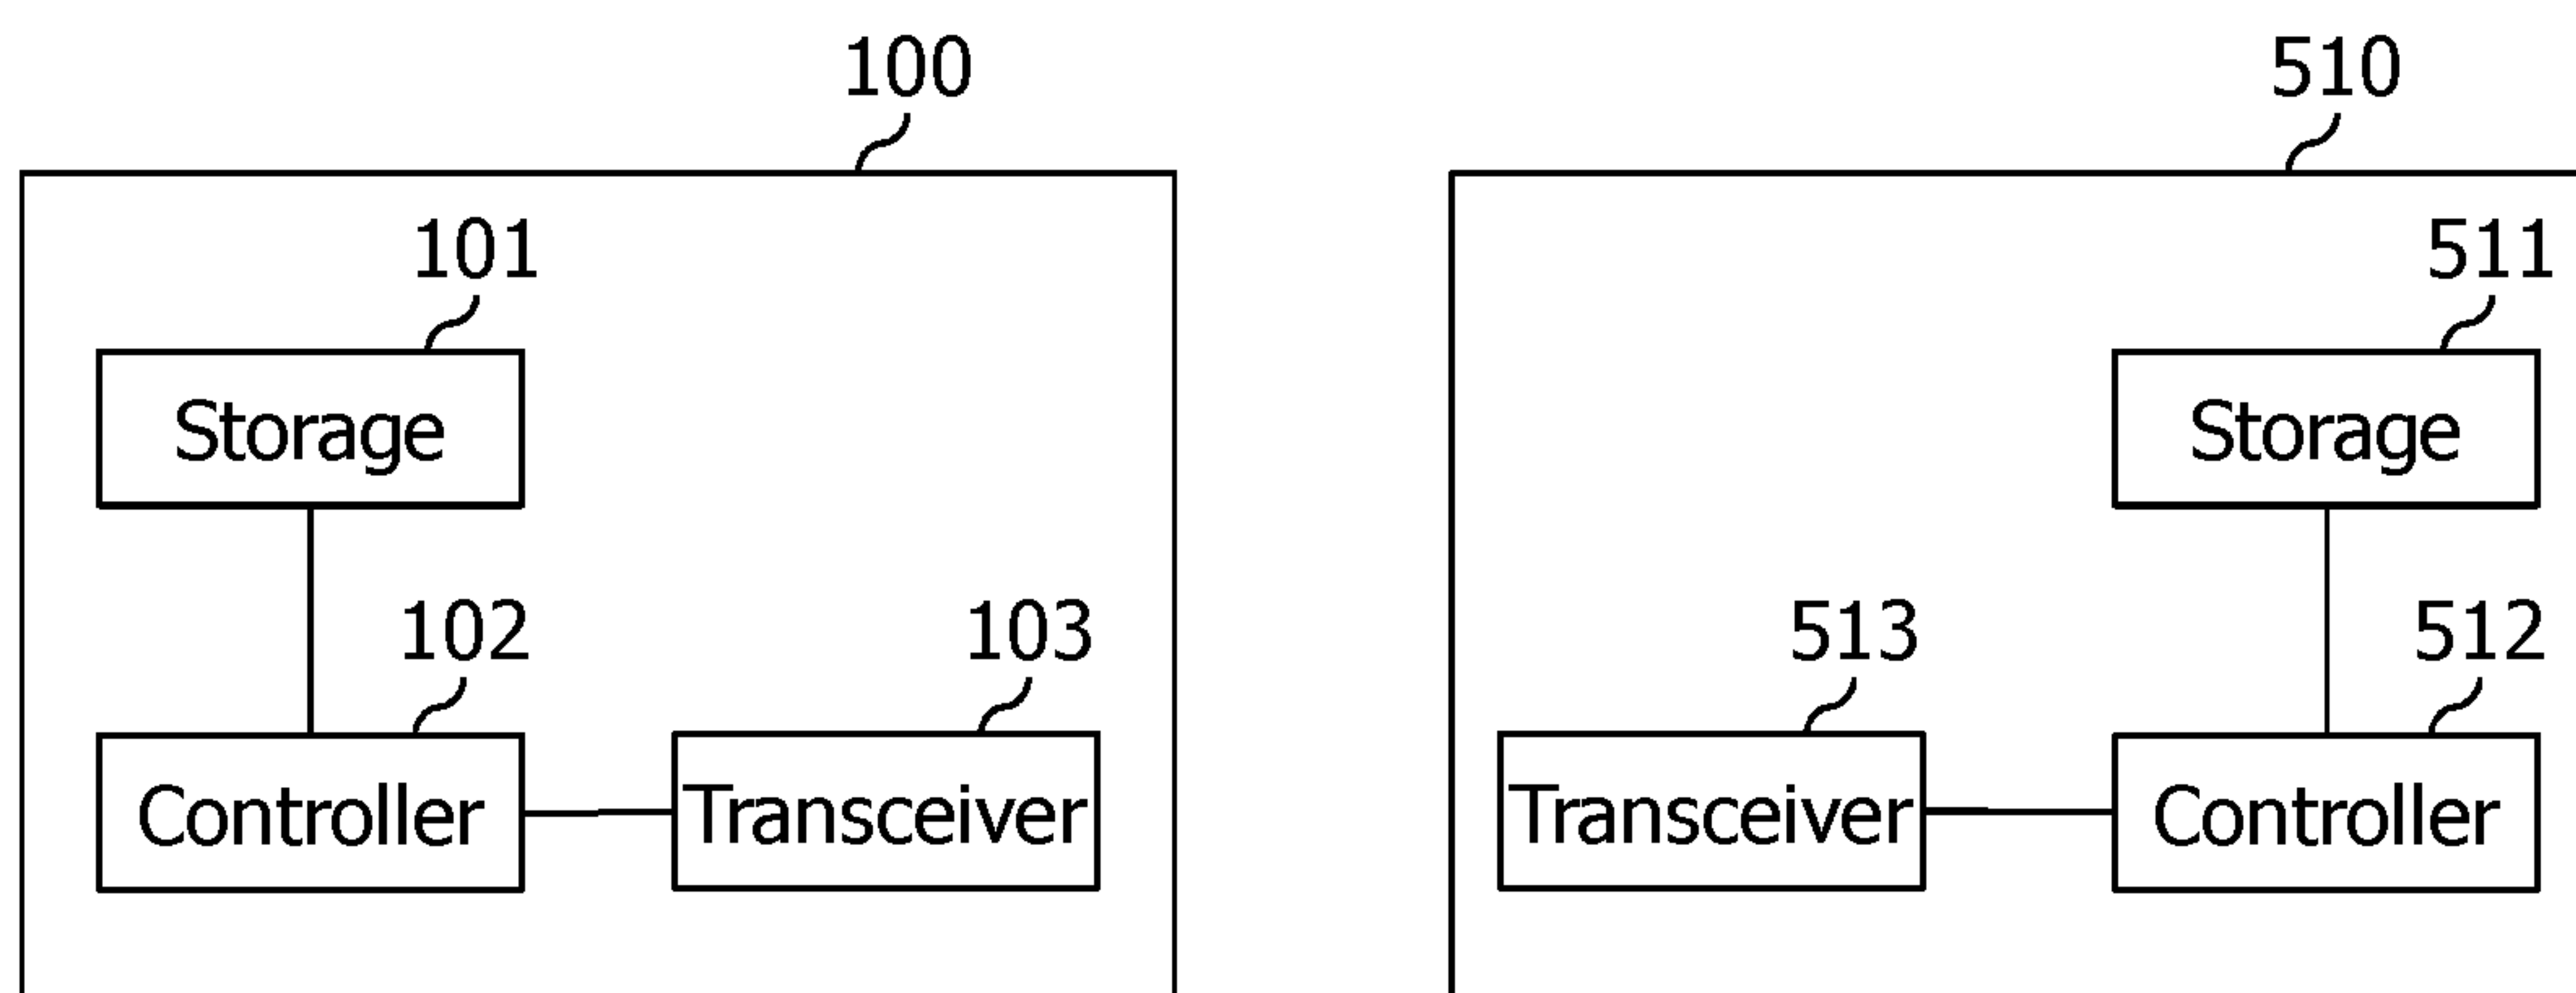 100
510
101
511
Storage
Storage
102
103
513
512
Controller
Transceiver
Transceiver
Controller